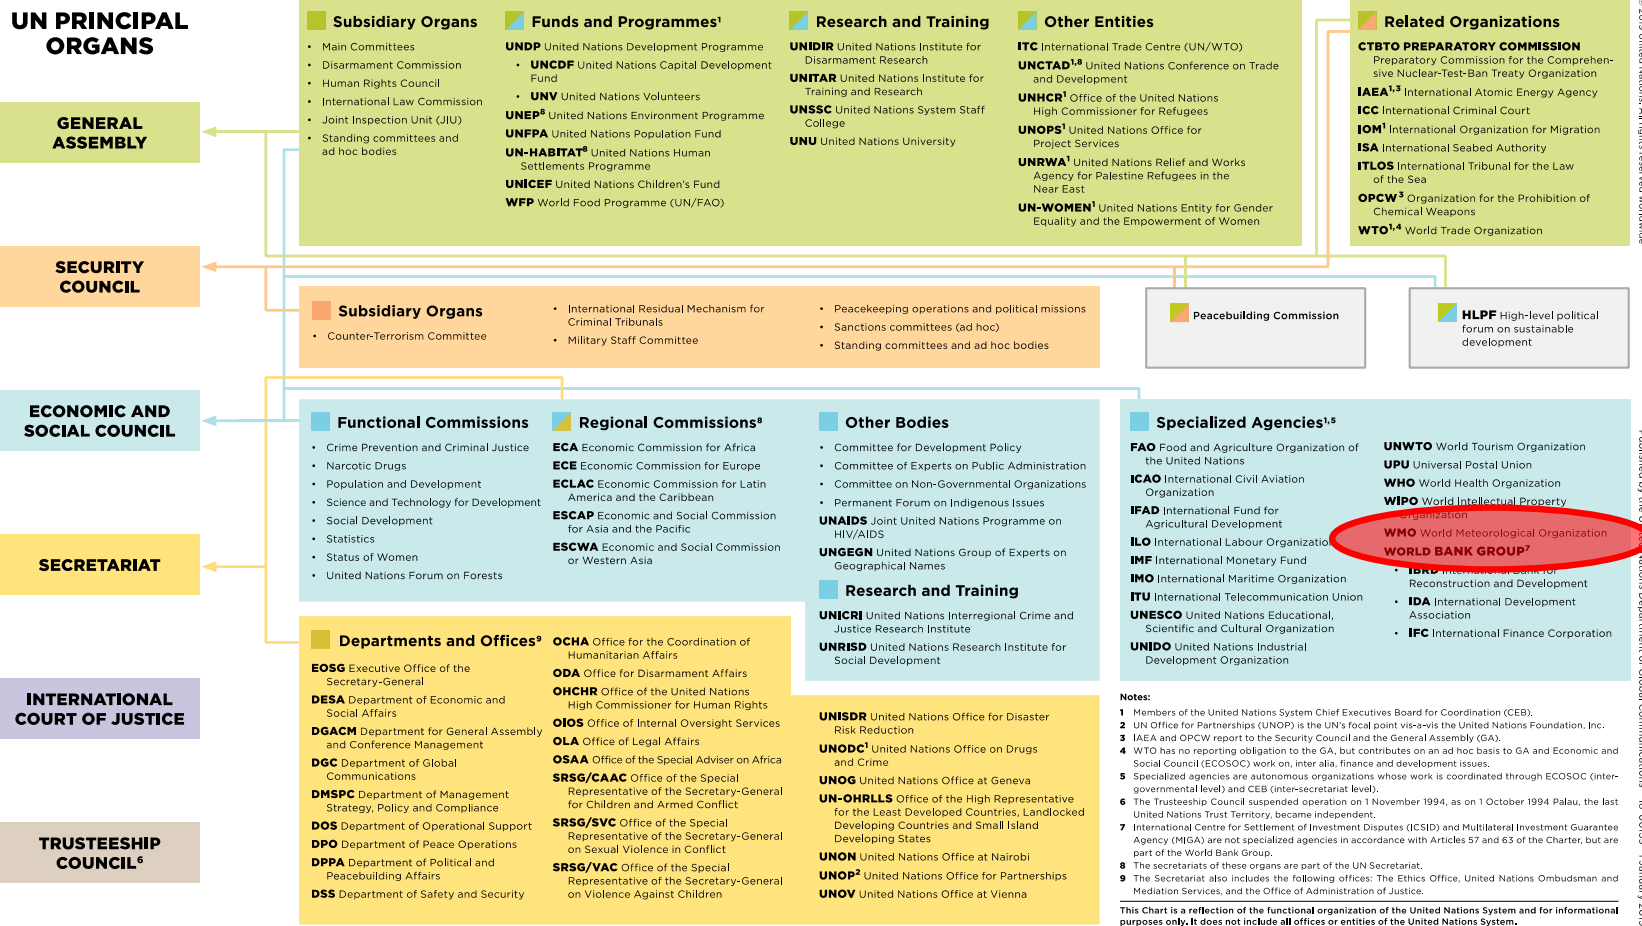 UN PRINCIPAL
ORGANS
GENERAL
ASSEMBLY
SECURITY
COUNCIL
ECONOMIC AND
SOCIAL COUNCIL
SECRETARIAT
INTERNATIONAL
COURT OF JUSTICE
TRUSTEESHIP
COUNCIL⁶
Subsidiary Organs
• Main Committees
• Disarmament Commission
• Human Rights Council
• International Law Commission
• Joint Inspection Unit (JIU)
• Standing committees and
ad hoc bodies
Funds and Programmes¹
UNDP United Nations Development Programme
• UNCDF United Nations Capital Development
Fund
• UNV United Nations Volunteers
UNEP⁸ United Nations Environment Programme
UNFPA United Nations Population Fund
UN-HABITAT⁸ United Nations Human
Settlements Programme
UNICEF United Nations Children's Fund
WFP World Food Programme (UN/FAO)
Research and Training
UNIDIR United Nations Institute for
Disarmament Research
UNITAR United Nations Institute for
Training and Research
UNSSC United Nations System Staff
College
UNU United Nations University
Other Entities
ITC International Trade Centre (UN/WTO)
UNCTAD¹,⁸ United Nations Conference on Trade
and Development
UNHCR¹ Office of the United Nations
High Commissioner for Refugees
UNOPS¹ United Nations Office for
Project Services
UNRWA¹ United Nations Relief and Works
Agency for Palestine Refugees in the
Near East
UN-WOMEN¹ United Nations Entity for Gender
Equality and the Empowerment of Women
Related Organizations
CTBTO PREPARATORY COMMISSION
Preparatory Commission for the Comprehen-
sive Nuclear-Test-Ban Treaty Organization
IAEA¹,³ International Atomic Energy Agency
ICC International Criminal Court
IOM¹ International Organization for Migration
ISA International Seabed Authority
ITLOS International Tribunal for the Law
of the Sea
OPCW³ Organization for the Prohibition of
Chemical Weapons
WTO¹,⁴ World Trade Organization
Subsidiary Organs
• Counter-Terrorism Committee
• International Residual Mechanism for
Criminal Tribunals
• Military Staff Committee
• Peacekeeping operations and political missions
• Sanctions committees (ad hoc)
• Standing committees and ad hoc bodies
Peacebuilding Commission
HLPF High-level political
forum on sustainable
development
Functional Commissions
• Crime Prevention and Criminal Justice
• Narcotic Drugs
• Population and Development
• Science and Technology for Development
• Social Development
• Statistics
• Status of Women
• United Nations Forum on Forests
Regional Commissions⁸
ECA Economic Commission for Africa
ECE Economic Commission for Europe
ECLAC Economic Commission for Latin
America and the Caribbean
ESCAP Economic and Social Commission
for Asia and the Pacific
ESCWA Economic and Social Commission
or Western Asia
Other Bodies
• Committee for Development Policy
• Committee of Experts on Public Administration
• Committee on Non-Governmental Organizations
• Permanent Forum on Indigenous Issues
UNAIDS Joint United Nations Programme on
HIV/AIDS
UNGEGN United Nations Group of Experts on
Geographical Names
Research and Training
UNICRI United Nations Interregional Crime and
Justice Research Institute
UNRISD United Nations Research Institute for
Social Development
Specialized Agencies¹,⁵
FAO Food and Agriculture Organization of
the United Nations
ICAO International Civil Aviation
Organization
IFAD International Fund for
Agricultural Development
ILO International Labour Organization
IMF International Monetary Fund
IMO International Maritime Organization
ITU International Telecommunication Union
UNESCO United Nations Educational,
Scientific and Cultural Organization
UNIDO United Nations Industrial
Development Organization
UNWTO World Tourism Organization
UPU Universal Postal Union
WHO World Health Organization
WIPO World Intellectual Property
Organization
WMO World Meteorological Organization
WORLD BANK GROUP⁷
• IBRD International Bank for
Reconstruction and Development
• IDA International Development
Association
• IFC International Finance Corporation
Departments and Offices⁹
EOSG Executive Office of the
Secretary-General
DESA Department of Economic and
Social Affairs
DGACM Department for General Assembly
and Conference Management
DGC Department of Global
Communications
DMSPC Department of Management
Strategy, Policy and Compliance
DOS Department of Operational Support
DPO Department of Peace Operations
DPPA Department of Political and
Peacebuilding Affairs
DSS Department of Safety and Security
OCHA Office for the Coordination of
Humanitarian Affairs
ODA Office for Disarmament Affairs
OHCHR Office of the United Nations
High Commissioner for Human Rights
OIOS Office of Internal Oversight Services
OLA Office of Legal Affairs
OSAA Office of the Special Adviser on Africa
SRSG/CAAC Office of the Special
Representative of the Secretary-General
for Children and Armed Conflict
SRSG/SVC Office of the Special
Representative of the Secretary-General
on Sexual Violence in Conflict
SRSG/VAC Office of the Special
Representative of the Secretary-General
on Violence Against Children
UNISDR United Nations Office for Disaster
Risk Reduction
UNODC¹ United Nations Office on Drugs
and Crime
UNOG United Nations Office at Geneva
UN-OHRLLS Office of the High Representative
for the Least Developed Countries, Landlocked
Developing Countries and Small Island
Developing States
UNON United Nations Office at Nairobi
UNOP² United Nations Office for Partnerships
UNOV United Nations Office at Vienna
Notes:
1 Members of the United Nations System Chief Executives Board for Coordination (CEB).
2 UN Office for Partnerships (UNOP) is the UN's focal point vis-a-vis the United Nations Foundation, Inc.
3 IAEA and OPCW report to the Security Council and the General Assembly (GA).
4 WTO has no reporting obligation to the GA, but contributes on an ad hoc basis to GA and Economic and
Social Council (ECOSOC) work on, inter alia, finance and development issues.
5 Specialized agencies are autonomous organizations whose work is coordinated through ECOSOC (inter-
governmental level) and CEB (inter-secretariat level).
6 The Trusteeship Council suspended operation on 1 November 1994, as on 1 October 1994 Palau, the last
United Nations Trust Territory, became independent.
7 International Centre for Settlement of Investment Disputes (ICSID) and Multilateral Investment Guarantee
Agency (MIGA) are not specialized agencies in accordance with Articles 57 and 63 of the Charter, but are
part of the World Bank Group.
8 The secretariats of these organs are part of the UN Secretariat.
9 The Secretariat also includes the following offices: The Ethics Office, United Nations Ombudsman and
Mediation Services, and the Office of Administration of Justice.
This Chart is a reflection of the functional organization of the United Nations System and for informational
purposes only. It does not include all offices or entities of the United Nations System.